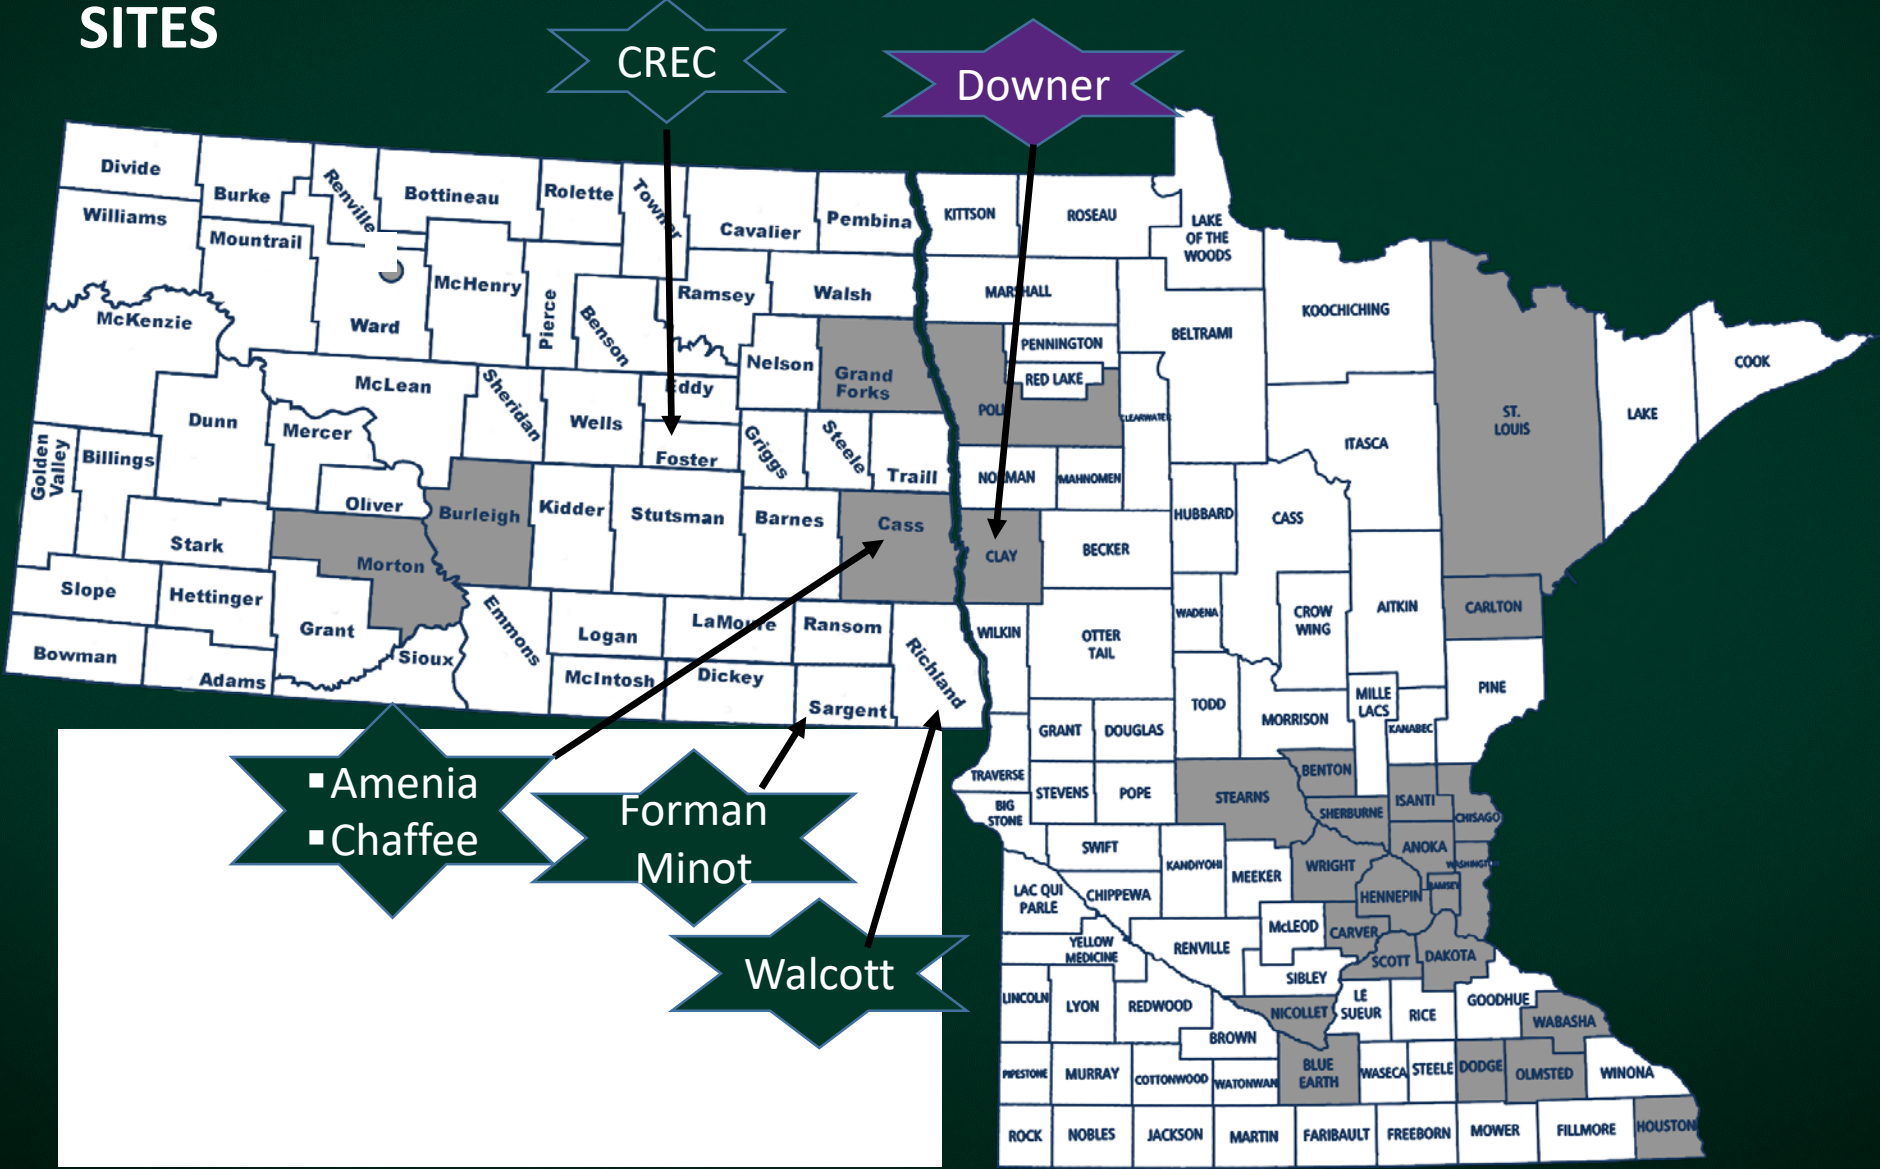 SITES
CREC
Downer
Divide
Burke
Renville
Bottineau
Rolette
Towner
Cavalier
Pembina
Williams
Mountrail
McHenry
Pierce
Benson
Ramsey
Walsh
McKenzie
Ward
Nelson
Grand
Forks
McLean
Sheridan
Wells
Eddy
Dunn
Mercer
Foster
Griggs
Steele
Traill
Golden
Valley
Billings
Oliver
Burleigh
Kidder
Stutsman
Barnes
Cass
Stark
Morton
Slope
Hettinger
Grant
Emmons
Logan
LaMoure
Ransom
Richland
Bowman
Adams
Sioux
McIntosh
Dickey
Sargent
KITTSON
ROSEAU
LAKE
OF THE
WOODS
MARSHALL
KOOCHICHING
BELTRAMI
PENNINGTON
RED LAKE
POL
CLEARWATER
COOK
LAKE
ST.
LOUIS
ITASCA
NORMAN
MAHNOMEN
HUBBARD
CASS
CLAY
BECKER
WADENA
CROW
WING
AITKIN
CARLTON
WILKIN
OTTER
TAIL
TODD
MORRISON
MILLE
LACS
KANABEC
PINE
GRANT
DOUGLAS
TRAVERSE
BIG
STONE
STEVENS
POPE
STEARNS
BENTON
SHERBURNE
ISANTI
CHISAGO
SWIFT
KANDIYOHI
MEEKER
WRIGHT
ANOKA
WASHINGTON
HENNEPIN
RAMSEY
LAC QUI
PARLE
CHIPPEWA
McLEOD
CARVER
YELLOW
MEDICINE
RENVILLE
SIBLEY
SCOTT
DAKOTA
LINCOLN
LYON
REDWOOD
NICOLLET
LE
SUEUR
RICE
GOODHUE
WABASHA
BROWN
PIPESTONE
MURRAY
COTTONWOOD
WATONWAN
BLUE
EARTH
WASECA
STEELE
DODGE
OLMSTED
WINONA
ROCK
NOBLES
JACKSON
MARTIN
FARIBAULT
FREEBORN
MOWER
FILLMORE
HOUSTON
▪Amenia
▪Chaffee
Forman
Minot
Walcott